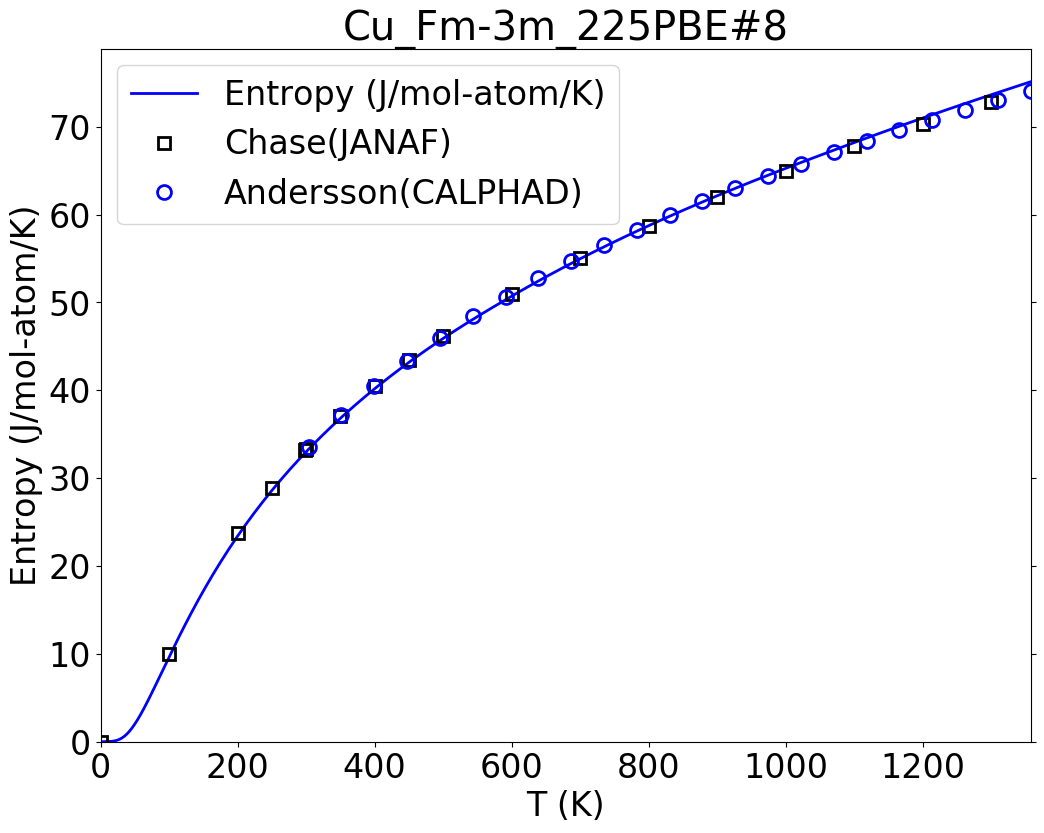 Cu_Fm-3m_225PBE#8
Entropy (J/mol-atom/K)
Chase(JANAF)
Andersson(CALPHAD)
Entropy (J/mol-atom/K)
70
60
50
40
30
20
10
0
0 200 400 600 800 1000 1200
T (K)